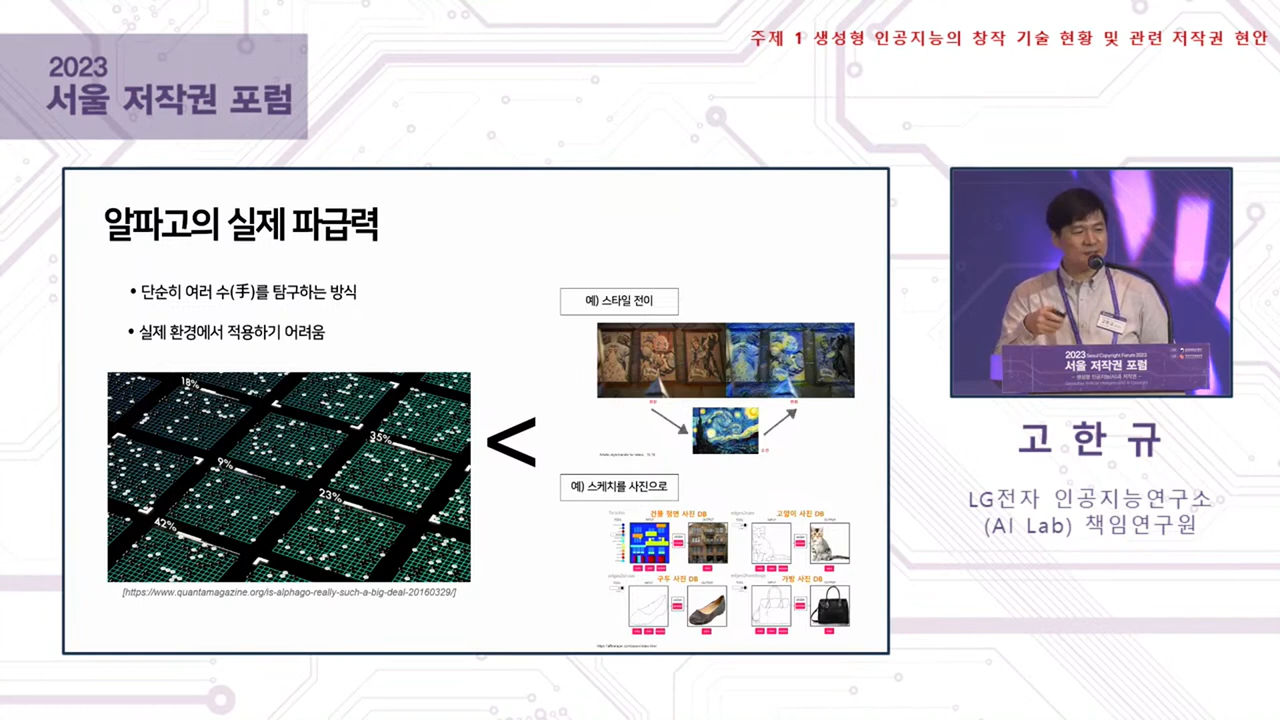 주제 1 생성형 인공지능의 창작 기술 현황 및 관련 저작권 현안
2023
서울 저작권 포럼
알파고의 실제 파급력
• 단순히 여러 수(手)를 탐구하는 방식
• 실제 환경에서 적용하기 어려움
18%
35%
9%
23%
42%
[https://www.quantamagazine.org/is-alphago-really-such-a-big-deal-20160329/]
<
예) 스타일 전이
예) 스케치를 사진으로
건물 정면 사진 DB
고양이 사진 DB
구두 사진 DB
가방 사진 DB
2023 Seoul Copyright Forum 2023
서울 저작권 포럼
고 한 규
LG전자 인공지능연구소
(AI Lab) 책임연구원